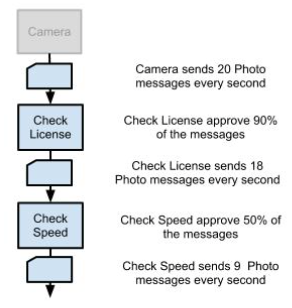 Camera
Camera sends 20 Photo
messages every second
Check
License
Check License approve 90%
of the messages
Check License sends 18
Photo messages every second
Check
Speed
Check Speed approve 50% of
the messages
Check Speed sends 9 Photo
messages every second